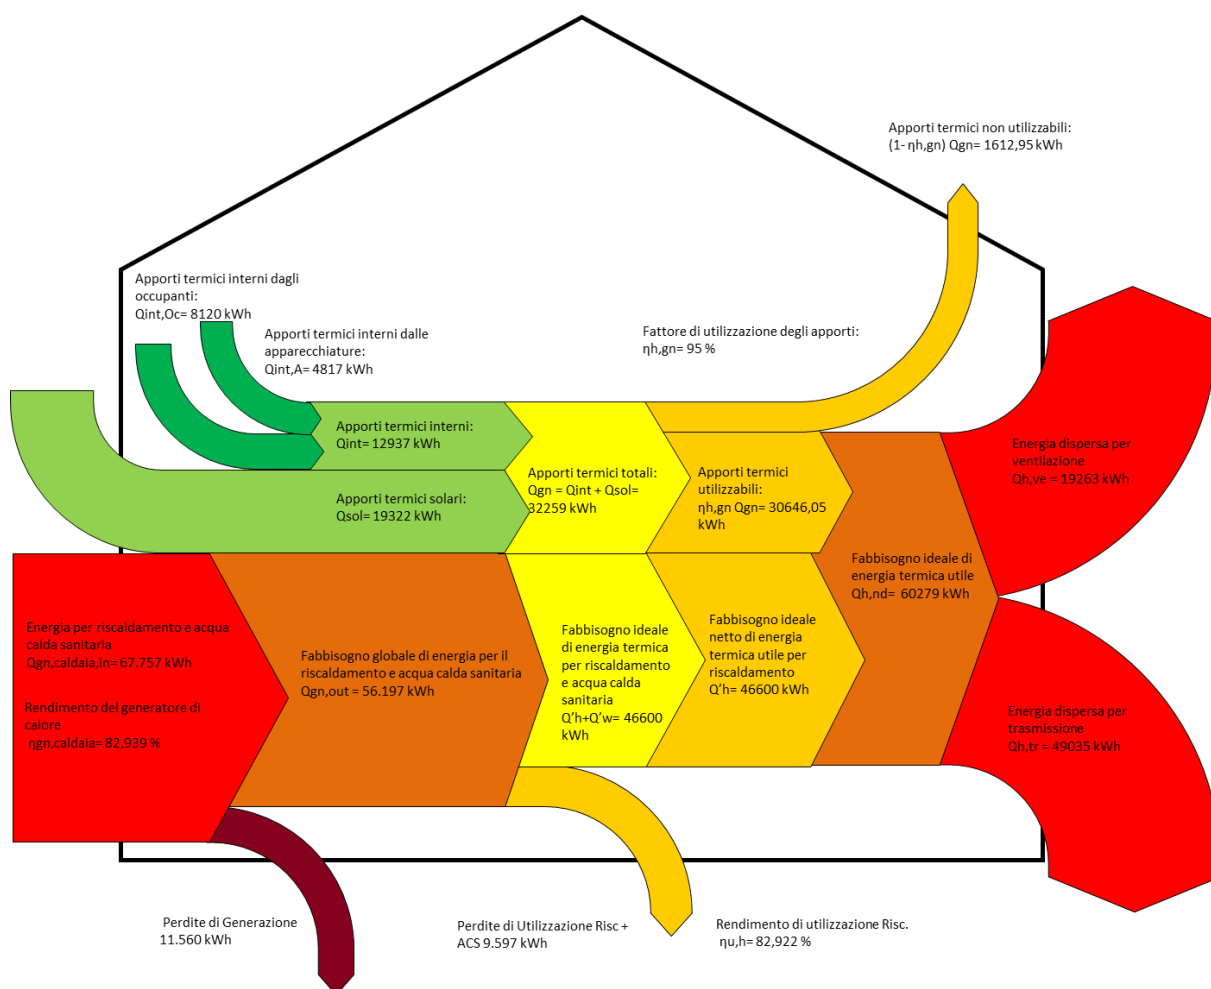 Apporti termici non utilizzabili:
(1- ηh,gn) Qgn= 1612,95 kWh
Apporti termici interni dagli
occupanti:
Qint,Oc= 8120 kWh
Apporti termici interni dalle
apparecchiature:
Qint,A= 4817 kWh
Fattore di utilizzazione degli apporti:
ηh,gn= 95 %
Apporti termici interni:
Qint= 12937 kWh
Apporti termici solari:
Qsol= 19322 kWh
Apporti termici totali:
Qgn = Qint + Qsol=
32259 kWh
Apporti termici
utilizzabili:
ηh,gn Qgn= 30646,05
kWh
Energia dispersa per
ventilazione
Qh,ve = 19263 kWh
Fabbisogno ideale di
energia termica utile
Qh,nd= 60279 kWh
Energia per riscaldamento e acqua
calda sanitaria
Qgn,caldaia,In= 67.757 kWh
Rendimento del generatore di
calore
ηgn,caldaia= 82,939 %
Fabbisogno globale di energia per il
riscaldamento e acqua calda sanitaria
Qgn,out = 56.197 kWh
Fabbisogno ideale
di energia termica
per riscaldamento
e acqua calda
sanitaria
Q'h+Q'w= 46600
kWh
Fabbisogno ideale
netto di energia
termica utile per
riscaldamento
Q'h= 46600 kWh
Energia dispersa per
trasmissione
Qh,tr = 49035 kWh
Perdite di Generazione
11.560 kWh
Perdite di Utilizzazione Risc +
ACS 9.597 kWh
Rendimento di utilizzazione Risc.
ηu,h= 82,922 %